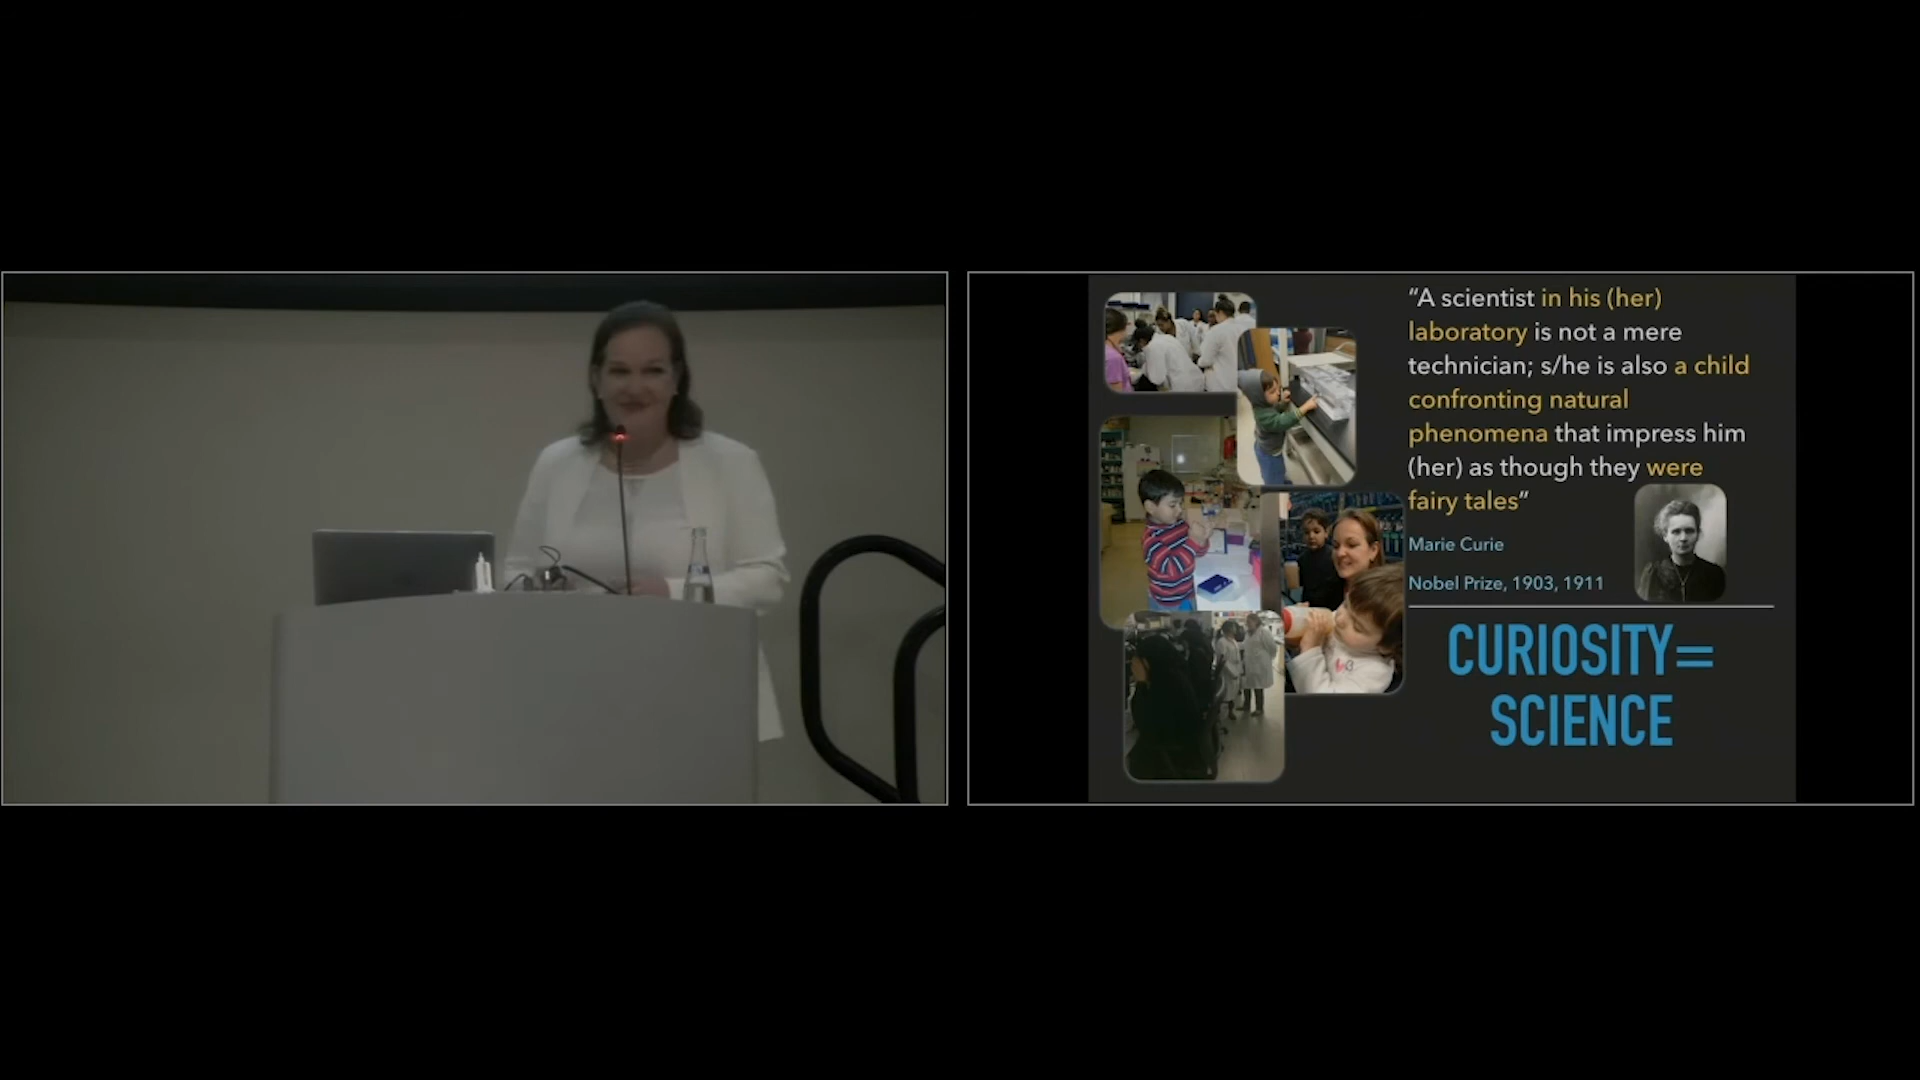 “A scientist in his (her)
laboratory is not a mere
technician; s/he is also a child
confronting natural
phenomena that impress him
(her) as though they were
fairy tales“
Marie Curie
Nobel Prize, 1903, 1911
CURIOSITY=
SCIENCE